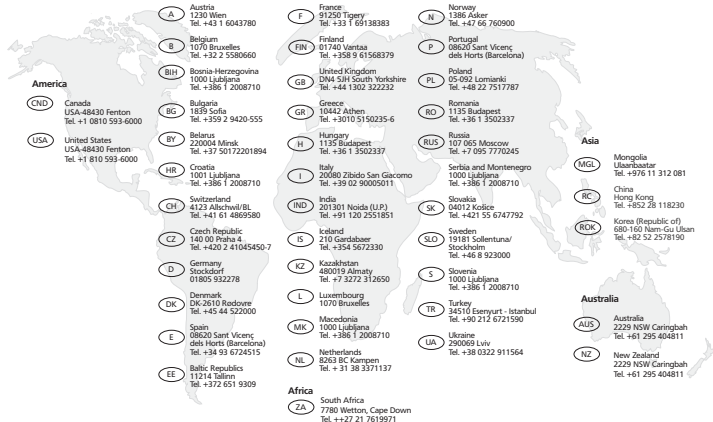 America
CND
Canada
USA-48430 Fenton
Tel. +1 0810 593-6000
USA
United States
USA-48430 Fenton
Tel. +1 810 593-6000
A
Austria
1230 Wien
Tel. +43 1 6043780
B
Belgium
1070 Bruxelles
Tel. +32 2 5580660
BIH
Bosnia-Herzegovina
1000 Ljubljana
Tel. +386 1 2008710
BG
Bulgaria
1839 Sofia
Tel. +359 2 9420-555
BY
Belarus
220004 Minsk
Tel. +37 50172201894
HR
Croatia
1001 Ljubljana
Tel. +386 1 2008710
CH
Switzerland
4123 Allschwil/BL
Tel. +41 61 4869580
CZ
Czech Republic
140 00 Praha 4
Tel. +420 2 41045450-7
D
Germany
Stockdorf
01805 932278
DK
Denmark
DK-2610 Rødovre
Tel. +45 44 522000
E
Spain
08620 Sant Vicenç
dels Horts (Barcelona)
Tel. +34 93 6724515
EE
Baltic Republics
11214 Tallinn
Tel. +372 651 9309
F
France
91250 Tigery
Tel. +33 1 69138383
FIN
Finland
01740 Vantaa
Tel. +358 9 61568379
GB
United Kingdom
DN4 5JH South Yorkshire
Tel. +44 1302 322232
GR
Greece
10442 Athen
Tel. +3010 5150235-6
H
Hungary
1135 Budapest
Tel. +36 1 3502337
I
Italy
20080 Zibido San Giacomo
Tel. +39 02 90005011
IND
India
201301 Noida (U.P.)
Tel. +91 120 2551851
IS
Iceland
210 Gardabaer
Tel. +354 5672330
KZ
Kazakhstan
480019 Almaty
Tel. +7 3272 312650
L
Luxembourg
1070 Bruxelles
MK
Macedonia
1000 Ljubljana
Tel. +386 1 2008710
NL
Netherlands
8263 BC Kampen
Tel. + 31 38 3371137
Africa
ZA
South Africa
7780 Wetton, Cape Down
Tel. ++27 21 7619971
N
Norway
1386 Asker
Tel. +47 66 760900
P
Portugal
08620 Sant Vicenç
dels Horts (Barcelona)
PL
Poland
05-092 Lomianki
Tel. +48 22 7517787
RO
Romania
1135 Budapest
Tel. +36 1 3502337
RUS
Russia
107 065 Moscow
Tel. +7 095 7770245
Serbia and Montenegro
1000 Ljubljana
Tel. +386 1 2008710
SK
Slovakia
04012 Košice
Tel. +421 55 6747792
SLO
Sweden
19181 Sollentuna/
Stockholm
Tel. +46 8 923000
S
Slovenia
1000 Ljubljana
Tel. +386 1 2008710
TR
Turkey
34510 Esenyurt - Istanbul
Tel. +90 212 6721590
UA
Ukraine
290069 Lviv
Tel. +38 0322 911564
Asia
MGL
Mongolia
Ulaanbaatar
Tel. +976 11 312 081
RC
China
Hong Kong
Tel. +852 28 118230
ROK
Korea (Republic of)
680-160 Nam-Gu Ulsan
Tel. +82 52 2578190
Australia
AUS
Australia
2229 NSW Caringbah
Tel. +61 295 404811
NZ
New Zealand
2229 NSW Caringbah
Tel. +61 295 404811